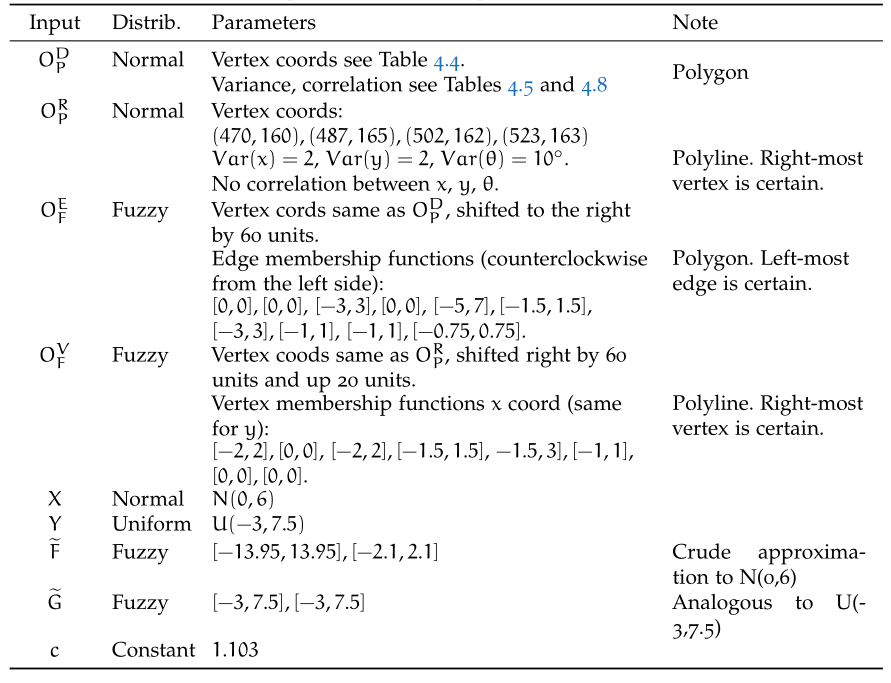 Input Distrib. Parameters Note
O_P^D Normal Vertex coords see Table 4.4.
Variance, correlation see Tables 4.5 and 4.8
Polygon
O_P^R Normal Vertex coords:
(470, 160), (487, 165), (502, 162), (523, 163)
Var(x) = 2, Var(y) = 2, Var(θ) = 10°. Polyline. Right-most
No correlation between x, y, θ. vertex is certain.
O_F^E Fuzzy Vertex cords same as O_P^D, shifted to the right
by 60 units.
Edge membership functions (counterclockwise Polygon. Left-most
from the left side): edge is certain.
[0, 0], [0, 0], [−3, 3], [0, 0], [−5, 7], [−1.5, 1.5],
[−3, 3], [−1, 1], [−1, 1], [−0.75, 0.75].
O_F^V Fuzzy Vertex coods same as O_P^R, shifted right by 60
units and up 20 units.
Vertex membership functions x coord (same Polyline. Right-most
for y): vertex is certain.
[−2, 2], [0, 0], [−2, 2], [−1.5, 1.5], −1.5, 3], [−1, 1],
[0, 0], [0, 0].
X Normal N(0, 6)
Y Uniform U(−3, 7.5)
F̃ Fuzzy [−13.95, 13.95], [−2.1, 2.1] Crude approxima-
tion to N(0,6)
G̃ Fuzzy [−3, 7.5], [−3, 7.5] Analogous to U(-
3,7.5)
c Constant 1.103